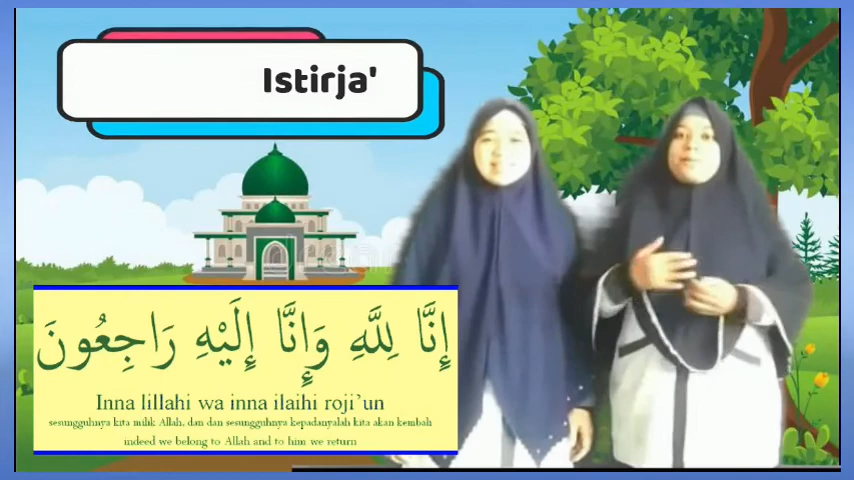 Istirja'
إِنَّا لِلَّهِ وَإِنَّا إِلَيْهِ رَاجِعُونَ
Inna lillahi wa inna ilaihi roji'un
sesungguhnya kita milik Allah, dan dan sesungguhnya kepadanyalah kita akan kembah
indeed we belong to Allah and to him we return